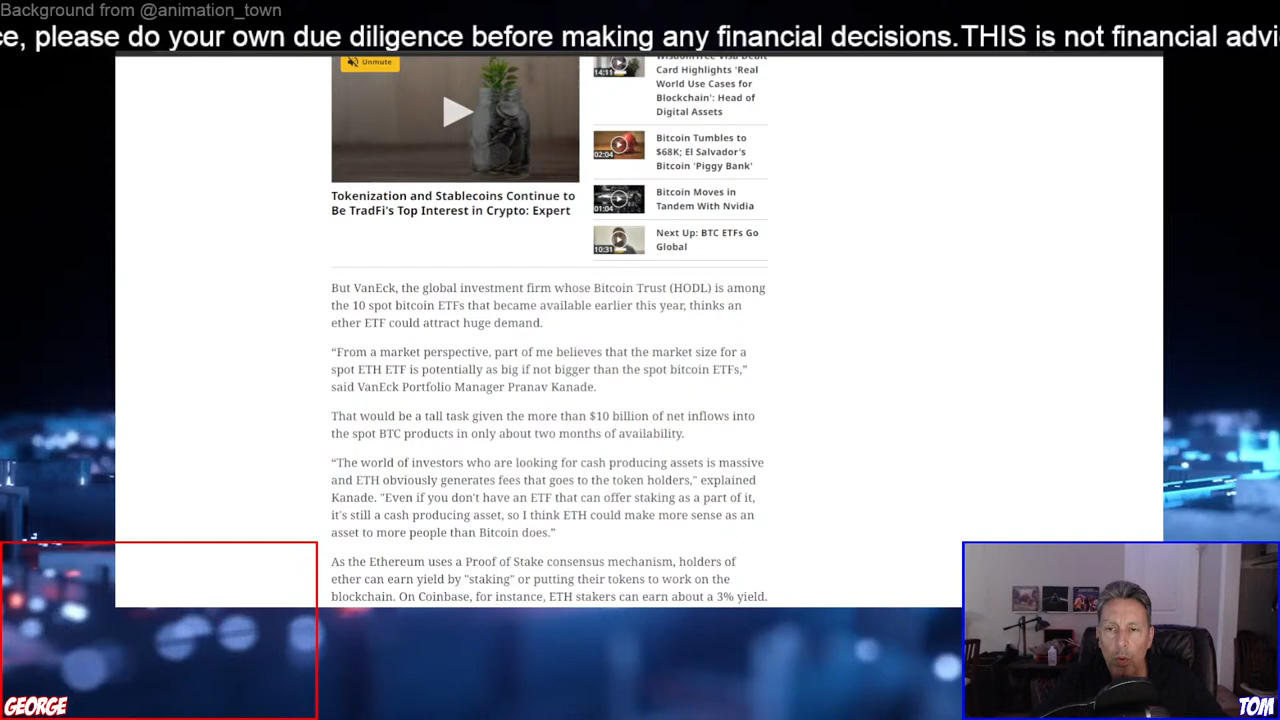 Background from @animation_town
ce, please do your own due diligence before making any financial decisions.THIS is not financial advi
Unmute
14:11
WisdomTree Visa Debit
Card Highlights 'Real
World Use Cases for
Blockchain': Head of
Digital Assets
02:04
Bitcoin Tumbles to
$68K; El Salvador's
Bitcoin 'Piggy Bank'
01:04
Bitcoin Moves in
Tandem With Nvidia
10:31
Next Up: BTC ETFs Go
Global
Tokenization and Stablecoins Continue to
Be TradFi's Top Interest in Crypto: Expert
But VanEck, the global investment firm whose Bitcoin Trust (HODL) is among
the 10 spot bitcoin ETFs that became available earlier this year, thinks an
ether ETF could attract huge demand.
“From a market perspective, part of me believes that the market size for a
spot ETH ETF is potentially as big if not bigger than the spot bitcoin ETFs,”
said VanEck Portfolio Manager Pranav Kanade.
That would be a tall task given the more than $10 billion of net inflows into
the spot BTC products in only about two months of availability.
“The world of investors who are looking for cash producing assets is massive
and ETH obviously generates fees that goes to the token holders," explained
Kanade. "Even if you don't have an ETF that can offer staking as a part of it,
it's still a cash producing asset, so I think ETH could make more sense as an
asset to more people than Bitcoin does.”
As the Ethereum uses a Proof of Stake consensus mechanism, holders of
ether can earn yield by "staking" or putting their tokens to work on the
blockchain. On Coinbase, for instance, ETH stakers can earn about a 3% yield.
GEORGE
TOM